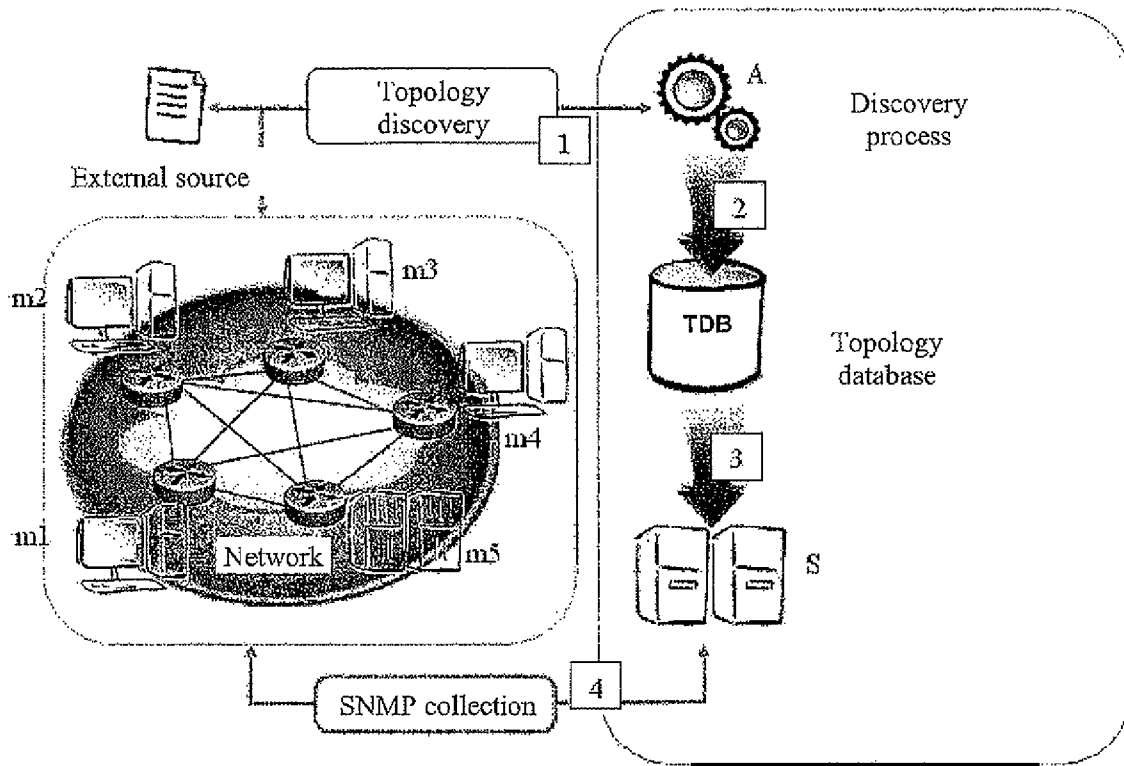 Topology
discovery
1
A
Discovery
process
External source
2
TDB
Topology
database
m2
m3
m4
3
m1
Network
m5
S
SNMP collection
4